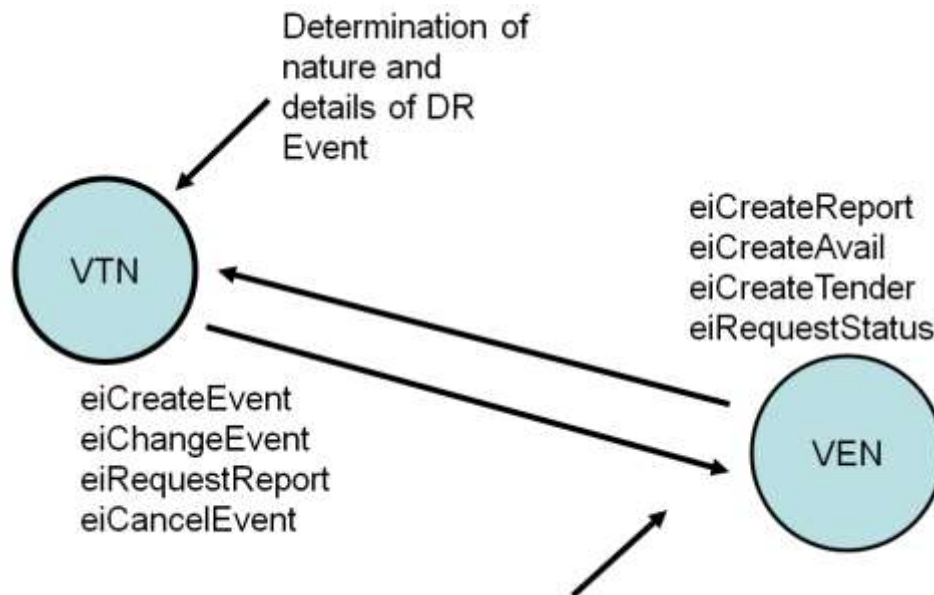 Determination of
nature and
details of DR
Event
VTN
eiCreateReport
eiCreateAvail
eiCreateTender
eiRequestStatus
eiCreateEvent
eiChangeEvent
eiRequestReport
eiCancelEvent
VEN